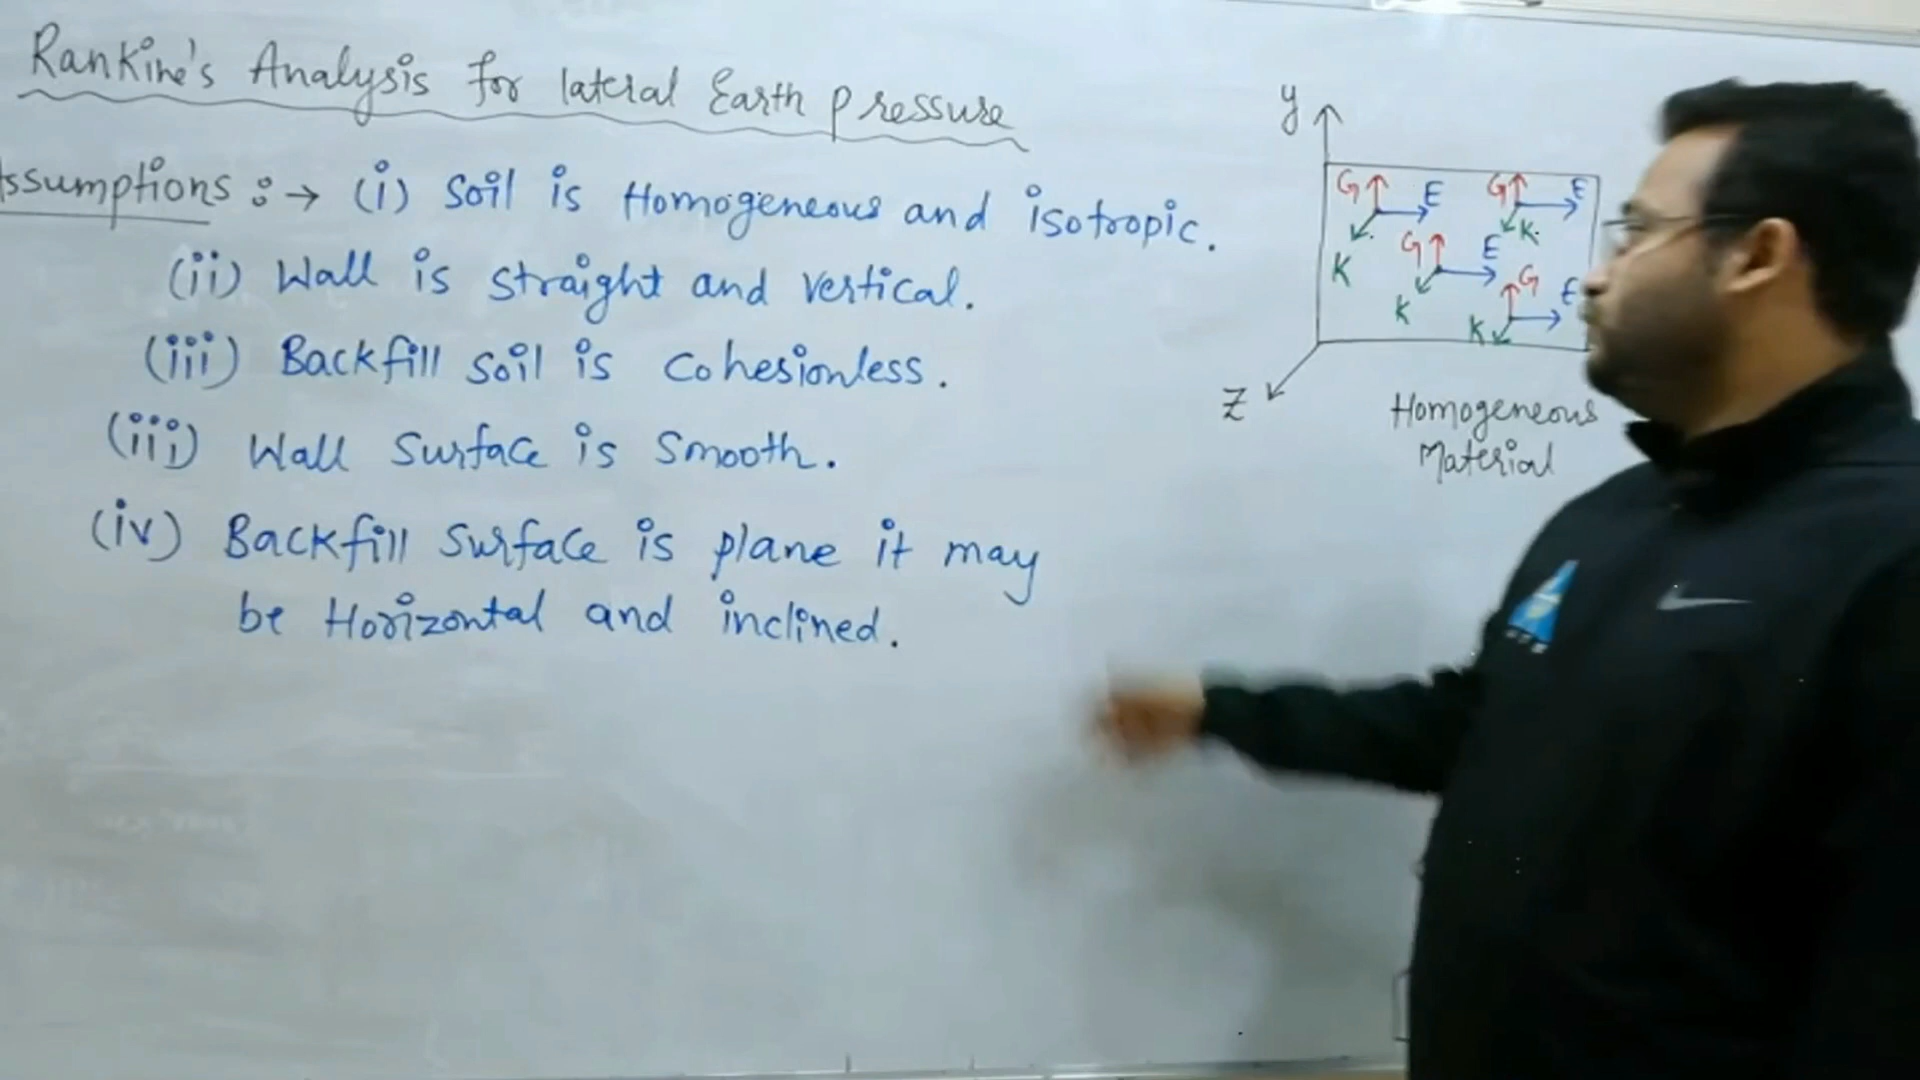 Rankine's Analysis for lateral Earth pressure
Assumptions :→ (i) Soil is Homogeneous and isotropic.
(ii) Wall is straight and vertical.
(iii) Backfill soil is Cohesionless.
(iii) Wall Surface is Smooth.
(iv) Backfill Surface is plane it may
be Horizontal and inclined.
y
G E G E
K K
G E
K
G E
K
Z
Homogeneous
Material